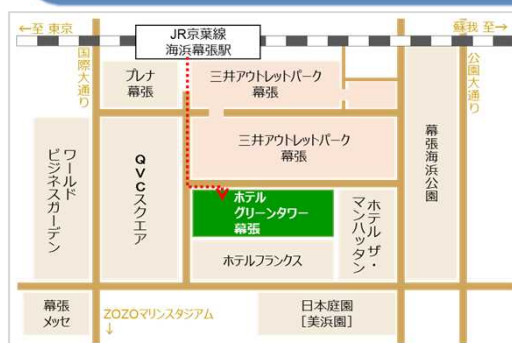 ←至 東京
JR京葉線
海浜幕張駅
蘇我 至→
国際大通り
公園大通り
プレナ
幕張
三井アウトレットパーク
幕張
三井アウトレットパーク
幕張
幕張海浜公園
ワールド
ビジネスガーデン
QVCスクエア
ホテル
グリーンタワー
幕張
ホテル ザ・
マンハッタン
ホテルフランクス
幕張
メッセ
ZOZOマリンスタジアム
↓
日本庭園
[美浜園]